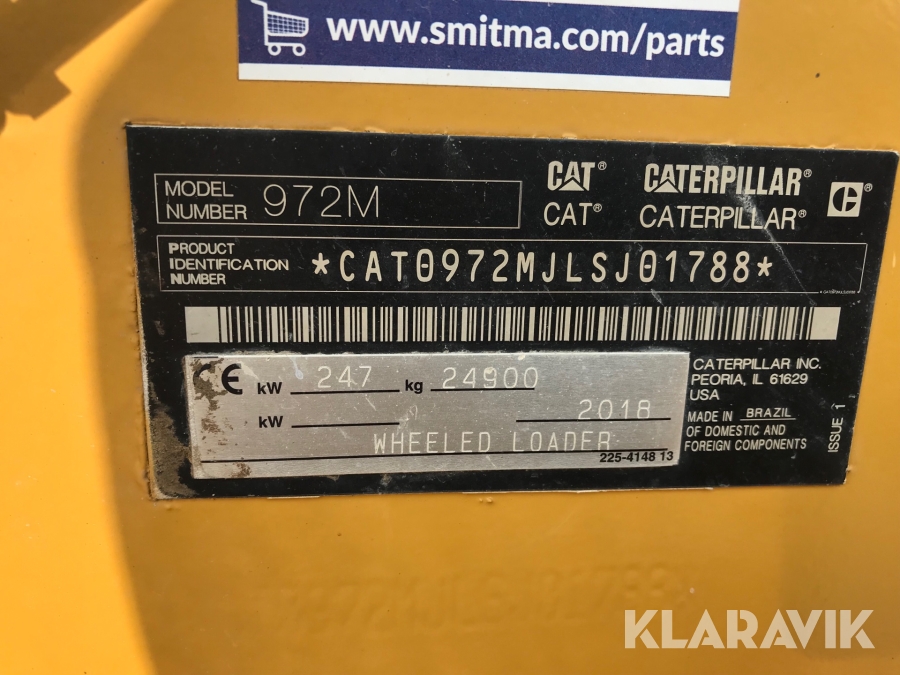 www.smitma.com/parts
MODEL NUMBER 972M
CAT® CATERPILLAR®
CAT® CATERPILLAR®
PRODUCT IDENTIFICATION NUMBER *CAT0972MJLSJ01788*
CE kW 247 kg 24900
kW 2018
WHEELED LOADER
225-4148 13
CATERPILLAR INC.
PEORIA, IL 61629
USA
MADE IN BRAZIL
OF DOMESTIC AND
FOREIGN COMPONENTS
ISSUE 1
KLARAVIK